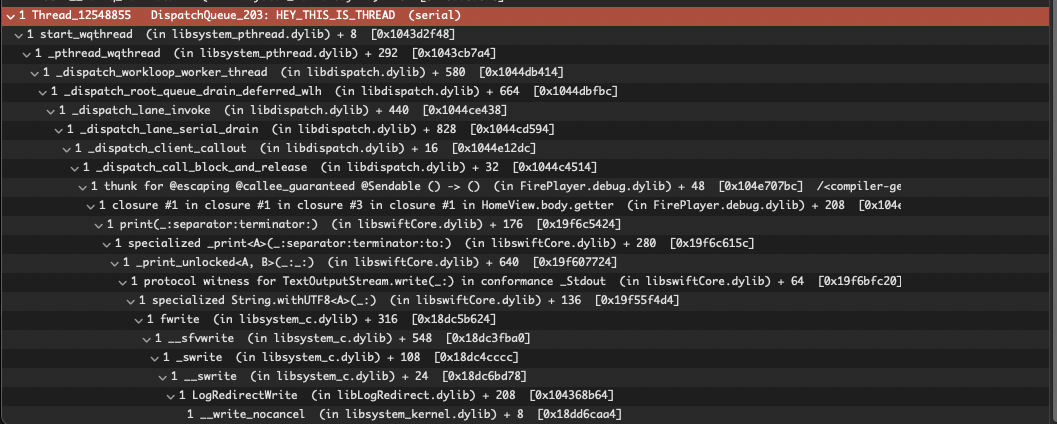 1 Thread_12548855 DispatchQueue_203: HEY_THIS_IS_THREAD (serial)
1 start_wqthread (in libsystem_pthread.dylib) + 8 [0x1043d2f48]
1 _pthread_wqthread (in libsystem_pthread.dylib) + 292 [0x1043cb7a4]
1 _dispatch_workloop_worker_thread (in libdispatch.dylib) + 580 [0x1044db414]
1 _dispatch_root_queue_drain_deferred_wlh (in libdispatch.dylib) + 664 [0x1044dbfbc]
1 _dispatch_lane_invoke (in libdispatch.dylib) + 440 [0x1044ce438]
1 _dispatch_lane_serial_drain (in libdispatch.dylib) + 828 [0x1044cd594]
1 _dispatch_client_callout (in libdispatch.dylib) + 16 [0x1044e12dc]
1 _dispatch_call_block_and_release (in libdispatch.dylib) + 32 [0x1044c4514]
1 thunk for @escaping @callee_guaranteed @Sendable () -> () (in FirePlayer.debug.dylib) + 48 [0x104e707bc] /<compiler-ge
1 closure #1 in closure #1 in closure #3 in closure #1 in HomeView.body.getter (in FirePlayer.debug.dylib) + 208 [0x104e
1 print(_:separator:terminator:) (in libswiftCore.dylib) + 176 [0x19f6c5424]
1 specialized _print<A>(_:separator:terminator:to:) (in libswiftCore.dylib) + 280 [0x19f6c615c]
1 _print_unlocked<A, B>(_:_:) (in libswiftCore.dylib) + 640 [0x19f607724]
1 protocol witness for TextOutputStream.write(_:) in conformance _Stdout (in libswiftCore.dylib) + 64 [0x19f6bfc20]
1 specialized String.withUTF8<A>(_:) (in libswiftCore.dylib) + 136 [0x19f55f4d4]
1 fwrite (in libsystem_c.dylib) + 316 [0x18dc5b624]
1 __sfvwrite (in libsystem_c.dylib) + 548 [0x18dc3fba0]
1 _swrite (in libsystem_c.dylib) + 108 [0x18dc4cccc]
1 __swrite (in libsystem_c.dylib) + 24 [0x18dc6bd78]
1 LogRedirectWrite (in libLogRedirect.dylib) + 208 [0x104368b64]
1 __write_nocancel (in libsystem_kernel.dylib) + 8 [0x18dd6caa4]